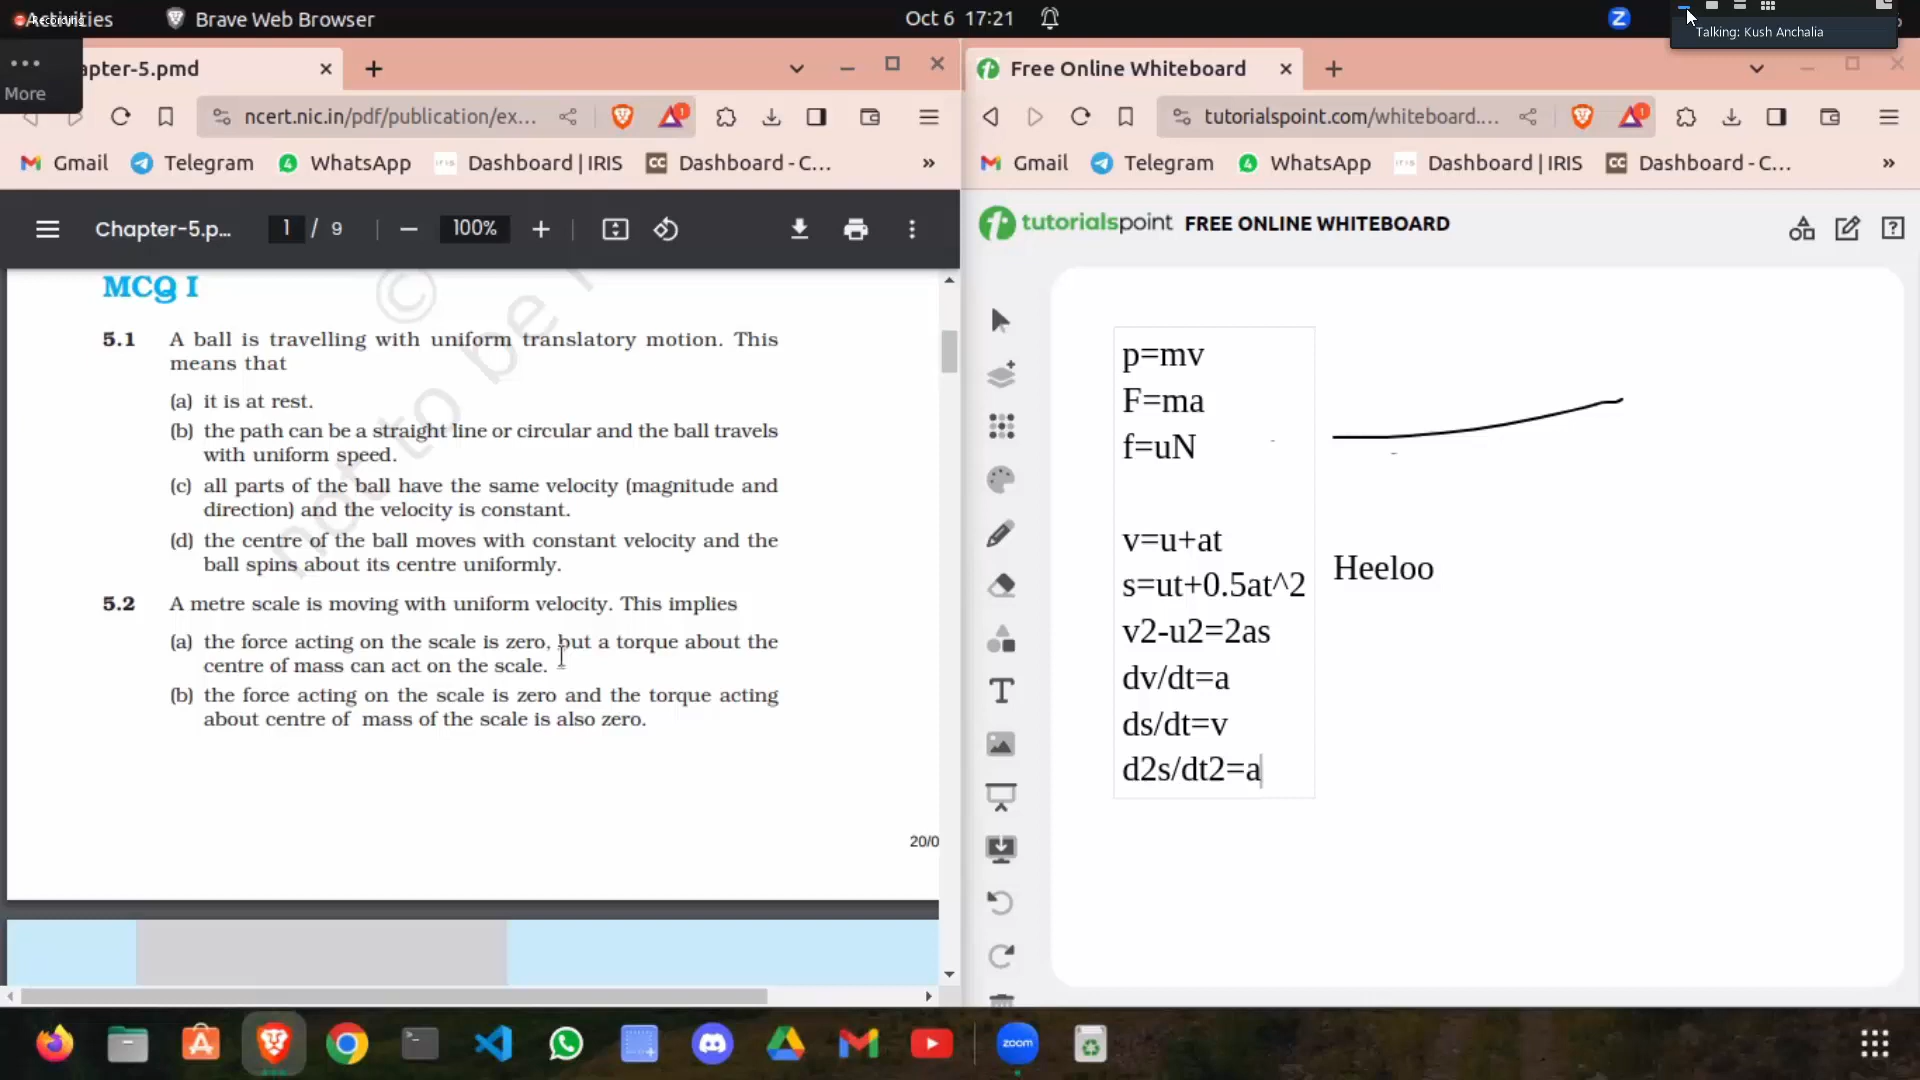 Activities
Recording
Brave Web Browser
Oct 6 17:21
Talking: Kush Anchalia
More
apter-5.pmd
ncert.nic.in/pdf/publication/ex...
1
Gmail
Telegram
WhatsApp
Dashboard | IRIS
Dashboard - C...
»
Chapter-5.p...
1 / 9
100%
MCQ I
© not to be
5.1 A ball is travelling with uniform translatory motion. This
means that
(a) it is at rest.
(b) the path can be a straight line or circular and the ball travels
with uniform speed.
(c) all parts of the ball have the same velocity (magnitude and
direction) and the velocity is constant.
(d) the centre of the ball moves with constant velocity and the
ball spins about its centre uniformly.
5.2 A metre scale is moving with uniform velocity. This implies
(a) the force acting on the scale is zero, but a torque about the
centre of mass can act on the scale.
(b) the force acting on the scale is zero and the torque acting
about centre of mass of the scale is also zero.
20/0
Free Online Whiteboard
tutorialspoint.com/whiteboard....
1
Gmail
Telegram
WhatsApp
Dashboard | IRIS
Dashboard - C...
»
tutorialspoint FREE ONLINE WHITEBOARD
p=mv
F=ma
f=uN
v=u+at
s=ut+0.5at^2
v2-u2=2as
dv/dt=a
ds/dt=v
d2s/dt2=a
Heeloo
zoom